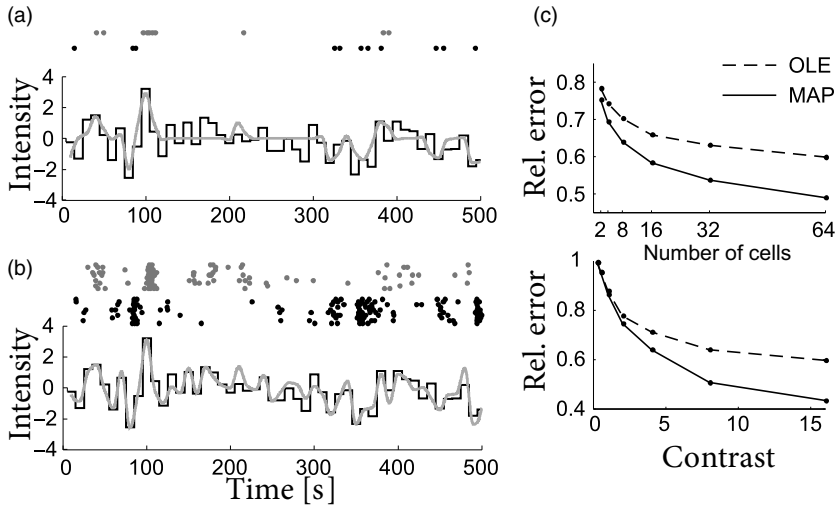 (a)
4
2
0
−2
−4
Intensity
0
100
200
300
400
500
(b)
4
2
0
−2
−4
Intensity
0
100
200
300
400
500
Time [s]
(c)
OLE
MAP
0.8
0.7
0.6
0.5
Rel. error
2 8 16 32 64
Number of cells
1
0.8
0.6
0.4
Rel. error
0 5 10 15
Contrast